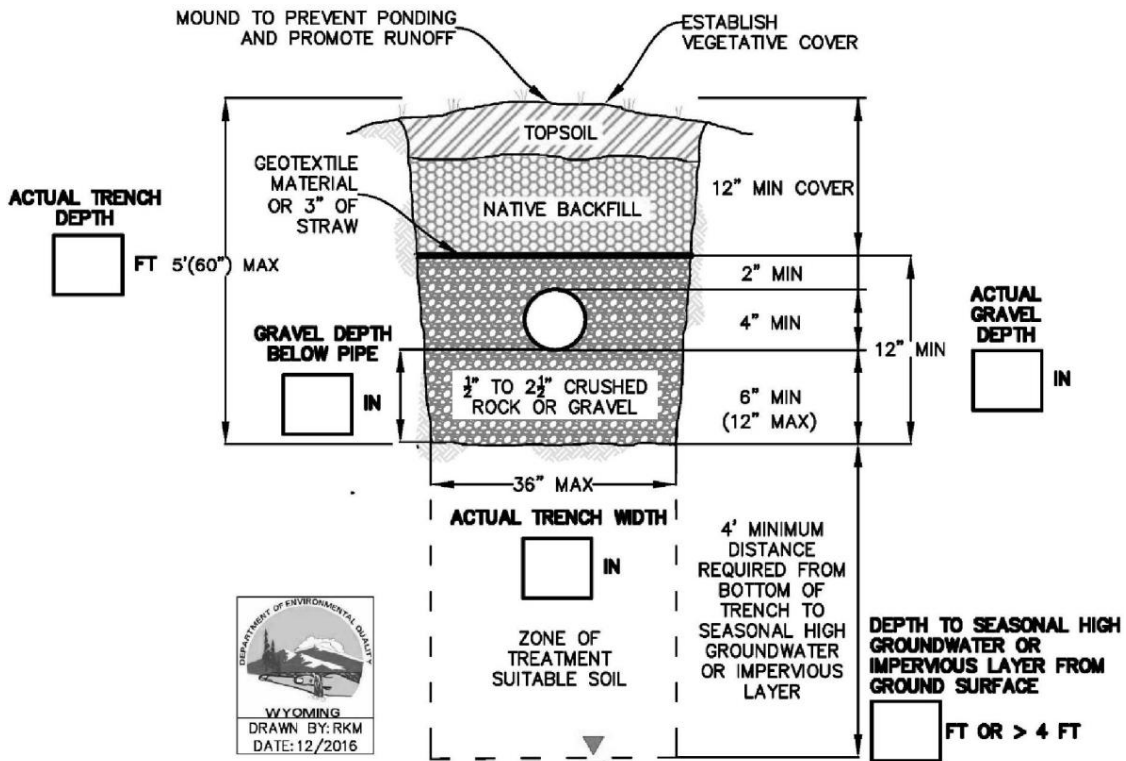 MOUND TO PREVENT PONDING
AND PROMOTE RUNOFF
ESTABLISH
VEGETATIVE COVER
TOPSOIL
GEOTEXTILE
MATERIAL
OR 3" OF
STRAW
NATIVE BACKFILL
12" MIN COVER
ACTUAL TRENCH
DEPTH
FT 5'(60") MAX
2" MIN
4" MIN
12" MIN
ACTUAL
GRAVEL
DEPTH
IN
GRAVEL DEPTH
BELOW PIPE
IN
½" TO 2½" CRUSHED
ROCK OR GRAVEL
6" MIN
(12" MAX)
36" MAX
ACTUAL TRENCH WIDTH
IN
4' MINIMUM
DISTANCE
REQUIRED FROM
BOTTOM OF
TRENCH TO
SEASONAL HIGH
GROUNDWATER
OR IMPERVIOUS
LAYER
ZONE OF
TREATMENT
SUITABLE SOIL
DEPTH TO SEASONAL HIGH
GROUNDWATER OR
IMPERVIOUS LAYER FROM
GROUND SURFACE
FT OR > 4 FT
DEPARTMENT OF ENVIRONMENTAL QUALITY
WYOMING
DRAWN BY: RKM
DATE: 12/2016